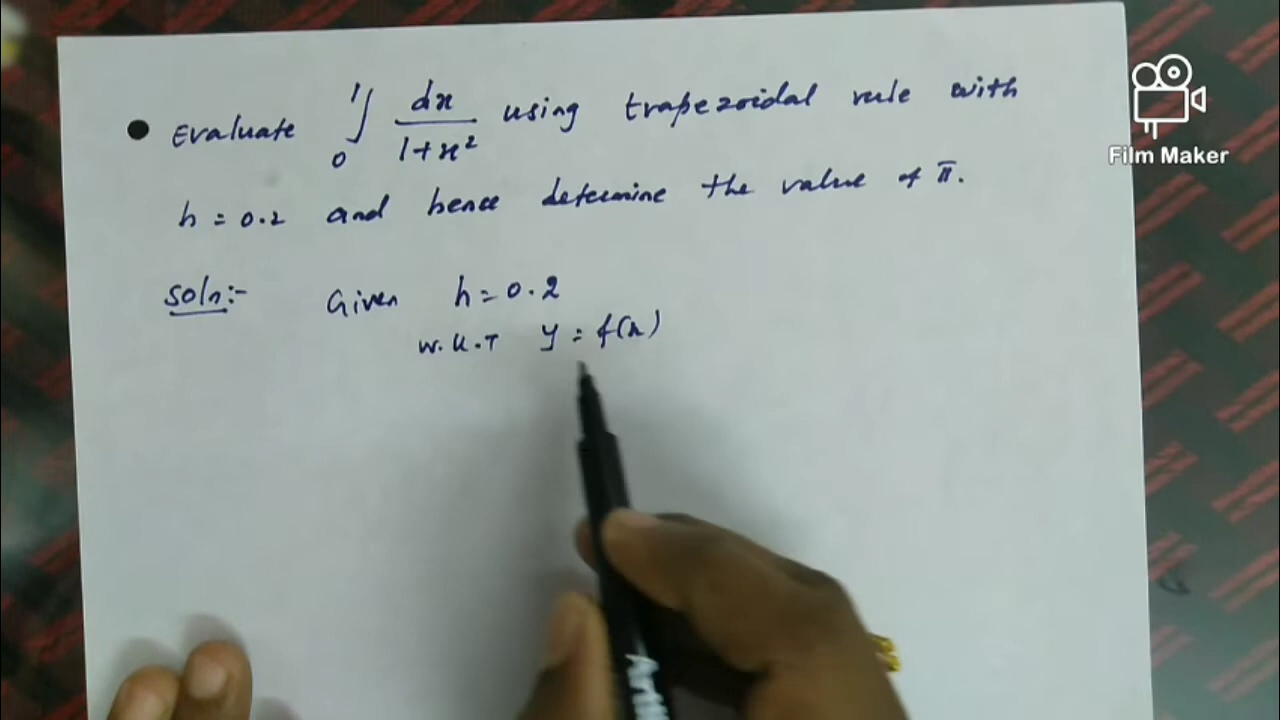 • Evaluate ∫₀¹ dx/(1+x²) using trapezoidal rule with
h = 0.2 and hence determine the value of π.
Soln:- Given h = 0.2
W.K.T y = f(x)
Film Maker